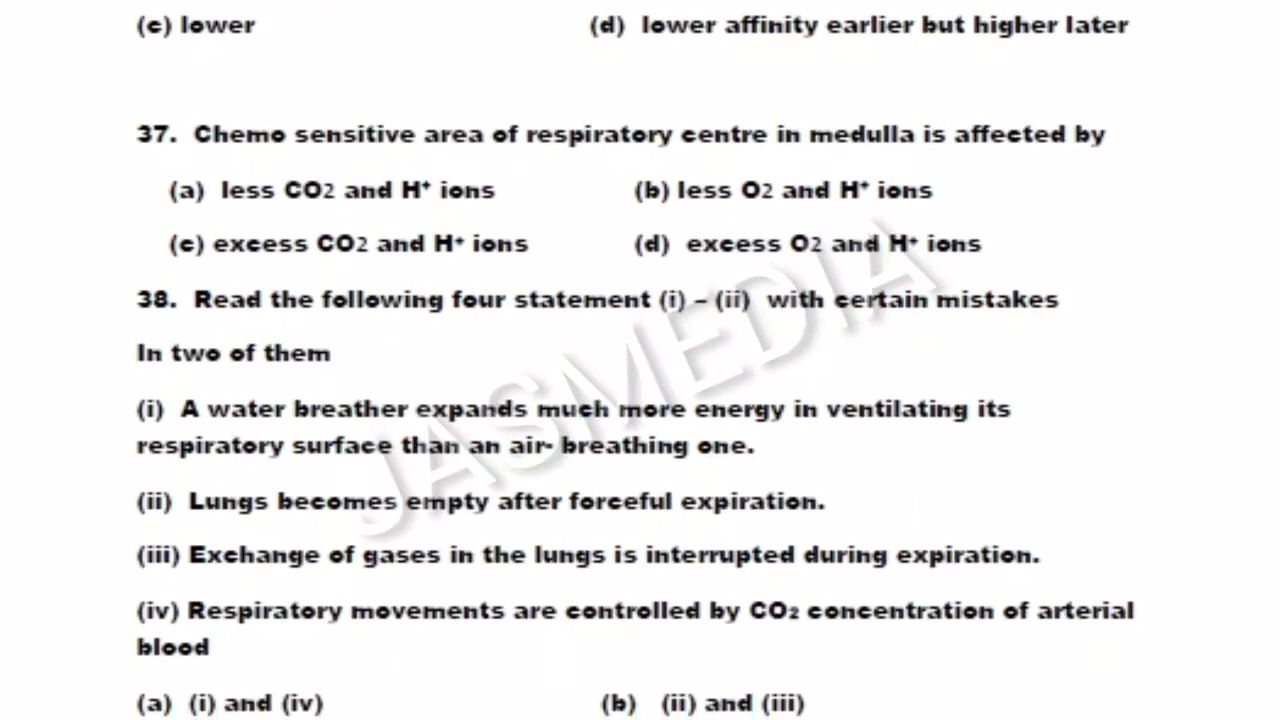 (c) lower (d) lower affinity earlier but higher later
37. Chemo sensitive area of respiratory centre in medulla is affected by
(a) less CO2 and H⁺ ions (b) less O2 and H⁺ ions
(c) excess CO2 and H⁺ ions (d) excess O2 and H⁺ ions
38. Read the following four statement (i) – (ii) with certain mistakes
In two of them
(i) A water breather expands much more energy in ventilating its
respiratory surface than an air- breathing one.
(ii) Lungs becomes empty after forceful expiration.
(iii) Exchange of gases in the lungs is interrupted during expiration.
(iv) Respiratory movements are controlled by CO₂ concentration of arterial
blood
(a) (i) and (iv) (b) (ii) and (iii)
JASMEDIA